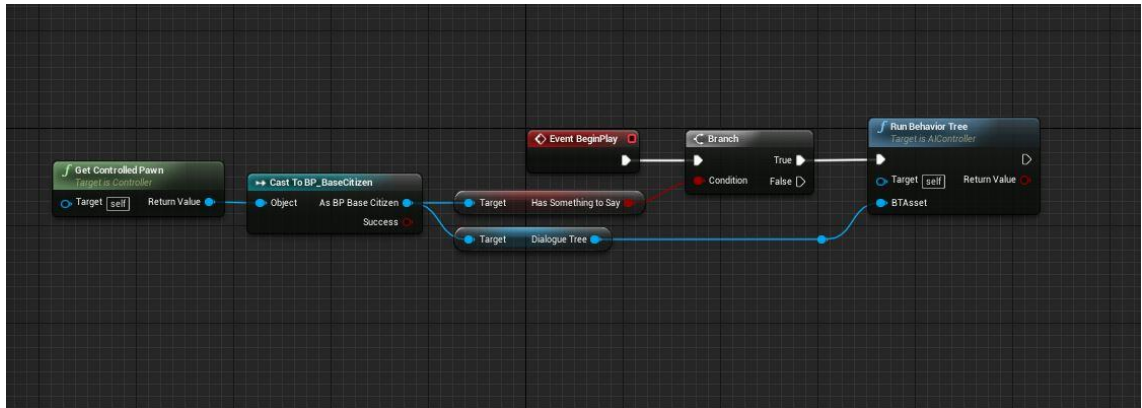 Get Controlled Pawn
Target is Controller
Target self Return Value
Cast To BP_BaseCitizen
Object As BP Base Citizen
Success
Event BeginPlay
Target Has Something to Say
Target Dialogue Tree
Branch
True
Condition False
Run Behavior Tree
Target is AIController
Target self Return Value
BTAsset